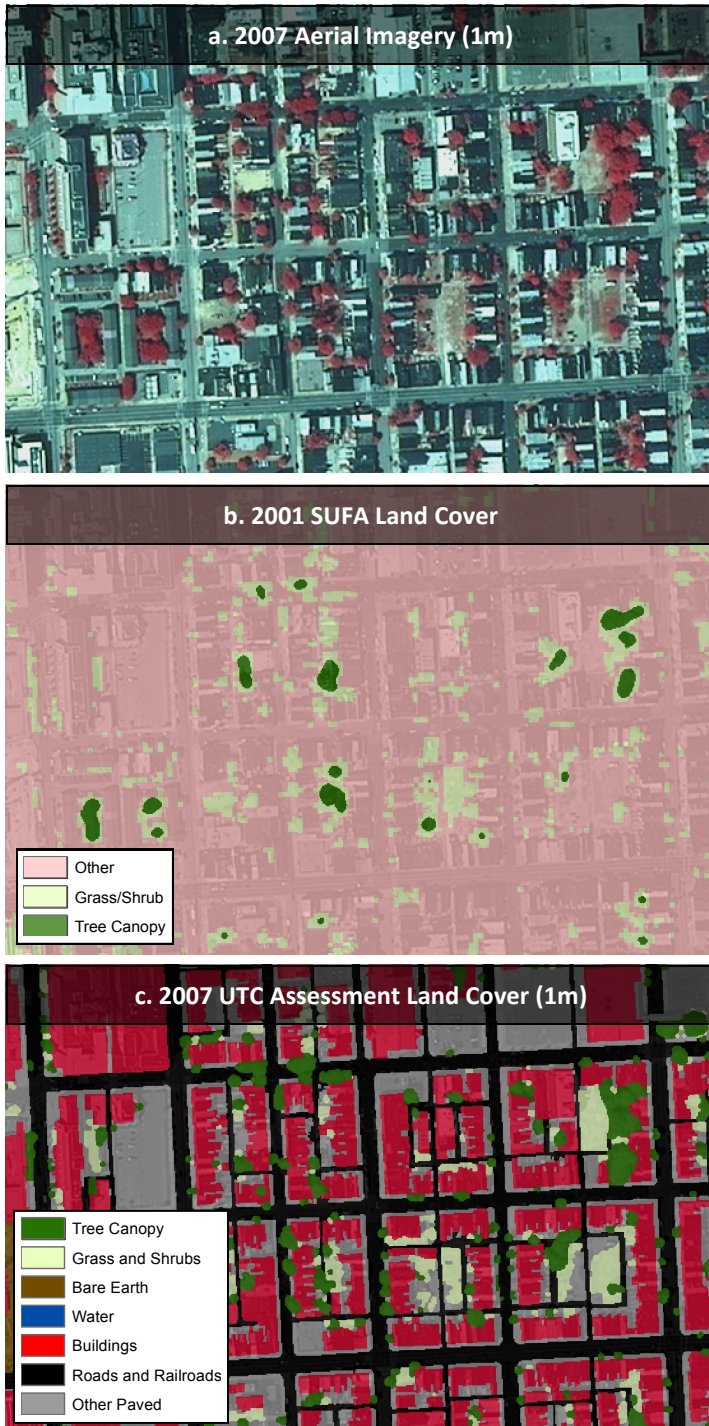 a. 2007 Aerial Imagery (1m)
b. 2001 SUFA Land Cover
Other
Grass/Shrub
Tree Canopy
c. 2007 UTC Assessment Land Cover (1m)
Tree Canopy
Grass and Shrubs
Bare Earth
Water
Buildings
Roads and Railroads
Other Paved